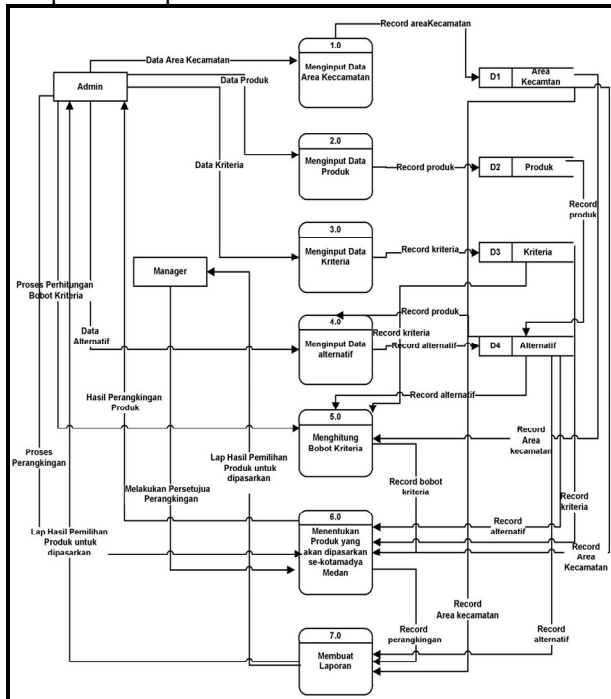 Record areaKecamatan
1.0
Menginput Data
Area Keccamatan
Data Area Kecamatan
Admin
Data Produk
D1
Area
Kecamtan
2.0
Menginput Data
Produk
Data Kriteria
Record produk
D2
Produk
Record
produk
3.0
Menginput Data
Kriteria
Record kriteria
D3
Kriteria
Manager
Proses Perhitungan
Bobot Kriteria
Record produk
4.0
Menginput Data
alternatif
Record kriteria
Record alternatif
D4
Alternatif
Data
Alternatif
Hasil Perangkingan
Produk
Record alternatif
5.0
Menghitung
Bobot Kriteria
Record
Area
kecamatan
Proses
Perangkingan
Lap Hasil Pemilihan
Produk untuk
dipasarkan
Melakukan Persetujua
Perangkingan
Record bobot
kriteria
Record
kriteria
6.0
Menentukan
Produk yang
akan dipasarkan
se-kotamadya
Medan
Record
alternatif
Record
Area
Kecamatan
Lap Hasil Pemilihan
Produk untuk
dipasarkan
Record
Area kecamatan
Record
perangkingan
Record
alternatif
7.0
Membuat
Laporan